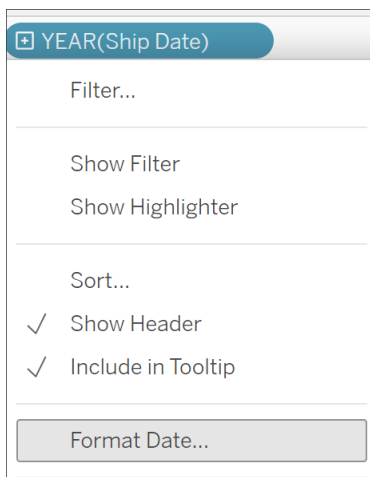 YEAR(Ship Date)
Filter...
Show Filter
Show Highlighter
Sort...
Show Header
Include in Tooltip
Format Date...